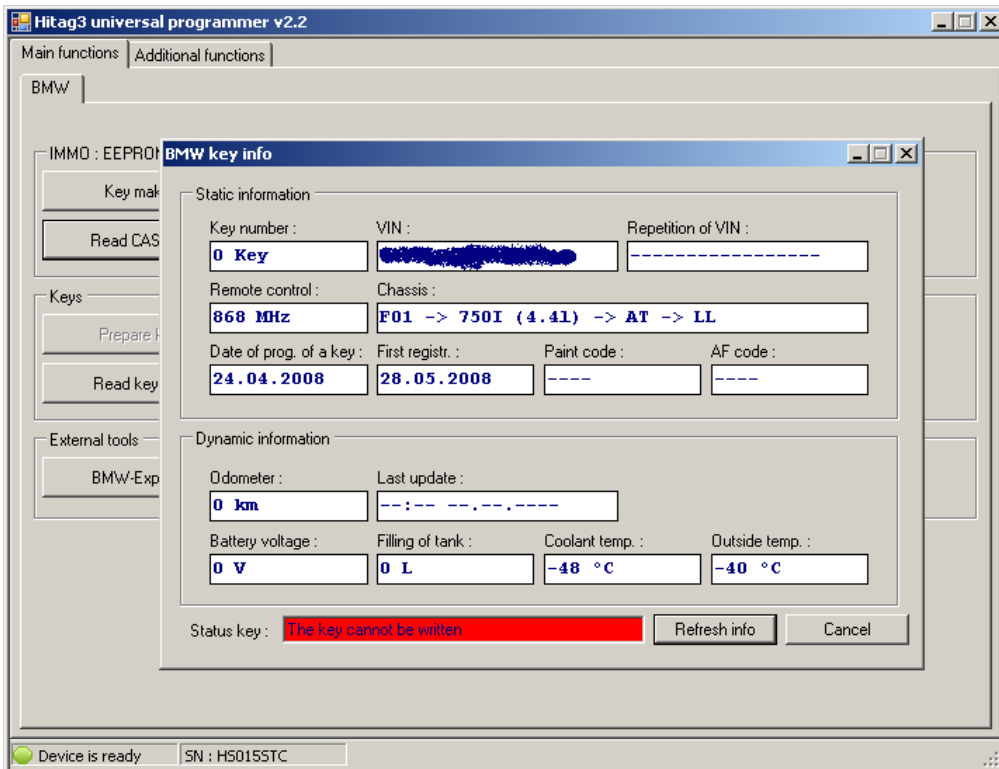 Hitag3 universal programmer v2.2
Main functions
Additional functions
BMW
IMMO : EEPRO
BMW key info
Key mak
Read CAS
Keys
Prepare
Read key
External tools
BMW-Exp
Static information
Key number :
VIN :
Repetition of VIN :
0 Key
-----------------
Remote control :
Chassis :
868 MHz
F01 -> 750I (4.4l) -> AT -> LL
Date of prog. of a key :
First registr. :
Paint code :
AF code :
24.04.2008
28.05.2008
----
----
Dynamic information
Odometer :
Last update :
0 km
--:-- --.--.----
Battery voltage :
Filling of tank :
Coolant temp. :
Outside temp. :
0 V
0 L
-48 °C
-40 °C
Status key :
The key cannot be written
Refresh info
Cancel
Device is ready
SN : HS015STC